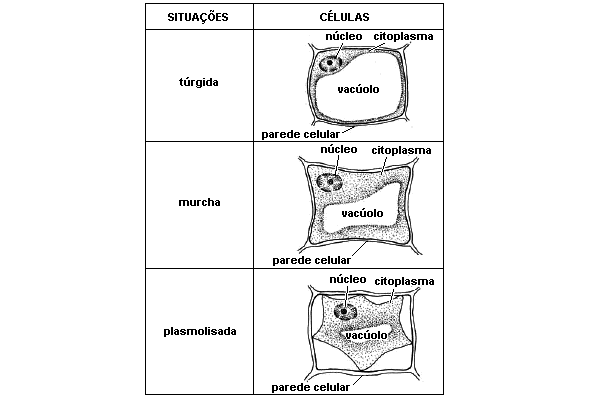 SITUAÇÕES
CÉLULAS
túrgida
núcleo
citoplasma
vacúolo
parede celular
murcha
núcleo
citoplasma
vacúolo
parede celular
plasmolisada
núcleo
citoplasma
vacúolo
parede celular